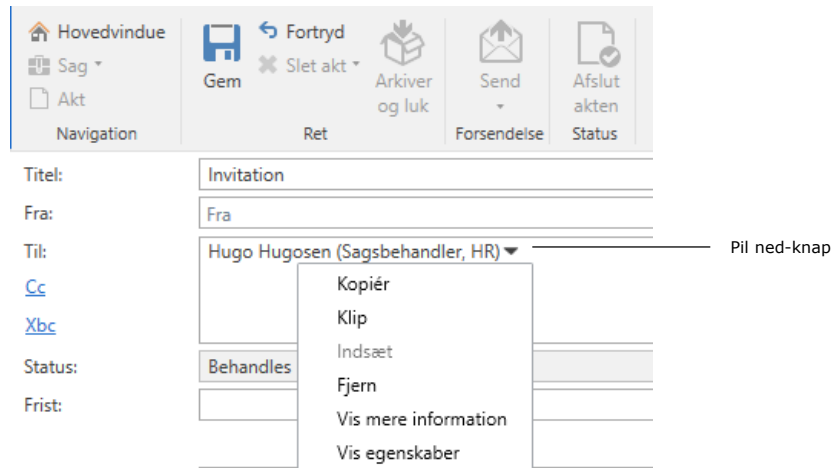 Hovedvindue
Sag
Akt
Navigation
Gem
Fortryd
Slet akt
Arkiver
og luk
Ret
Send
Forsendelse
Afslut
akten
Status
Titel: Invitation
Fra: Fra
Til: Hugo Hugosen (Sagsbehandler, HR)
Pil ned-knap
Cc
Xbc
Kopiér
Klip
Indsæt
Fjern
Vis mere information
Vis egenskaber
Status: Behandles
Frist: